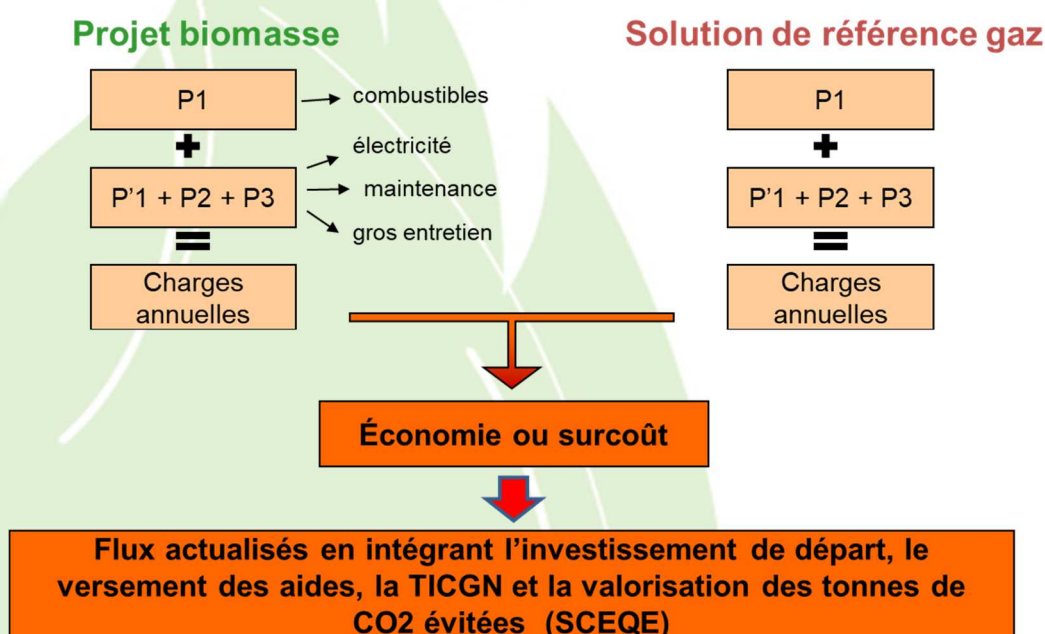 Projet biomasse
Solution de référence gaz
P1
combustibles
P1
+
électricité
+
P'1 + P2 + P3
maintenance
P'1 + P2 + P3
gros entretien
=
=
Charges
annuelles
Charges
annuelles
Économie ou surcoût
Flux actualisés en intégrant l'investissement de départ, le
versement des aides, la TICGN et la valorisation des tonnes de
CO2 évitées (SCEQE)